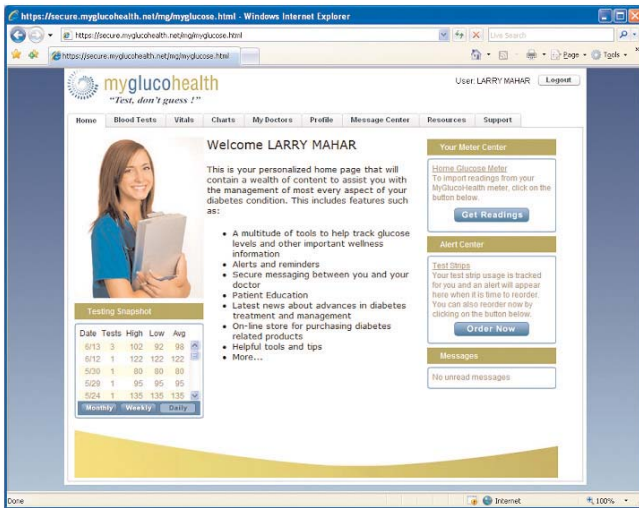 https://secure.myglucohealth.net/mg/myglucose.html - Windows Internet Explorer
https://secure.myglucohealth.net/mg/myglucose.html
Live Search
https://secure.myglucohealth.net/mg/myglucose.html
Page
Tools
myglucohealth
"Test, don't guess !"
User: LARRY MAHAR
Logout
Home Blood Tests Vitals Charts My Doctors Profile Message Center Resources Support
Welcome LARRY MAHAR
This is your personalized home page that will
contain a wealth of content to assist you with
the management of most every aspect of your
diabetes condition. This includes features such
as:
• A multitude of tools to help track glucose
levels and other important wellness
information
• Alerts and reminders
• Secure messaging between you and your
doctor
• Patient Education
• Latest news about advances in diabetes
treatment and management
• On-line store for purchasing diabetes
related products
• Helpful tools and tips
• More...
Testing Snapshot
Date Tests High Low Avg
6/13 3 102 92 98
6/12 1 122 122 122
5/30 1 80 80 80
5/29 1 95 95 95
5/24 1 135 135 135
Monthly Weekly Daily
Your Meter Center
Home Glucose Meter
To import readings from your
MyGlucoHealth meter, click on the
button below.
Get Readings
Alert Center
Test Strips
Your test strip usage is tracked
for you and an alert will appear
here when it is time to reorder.
You can also reorder now by
clicking on the button below.
Order Now
Messages
No unread messages
Done
Internet
100%